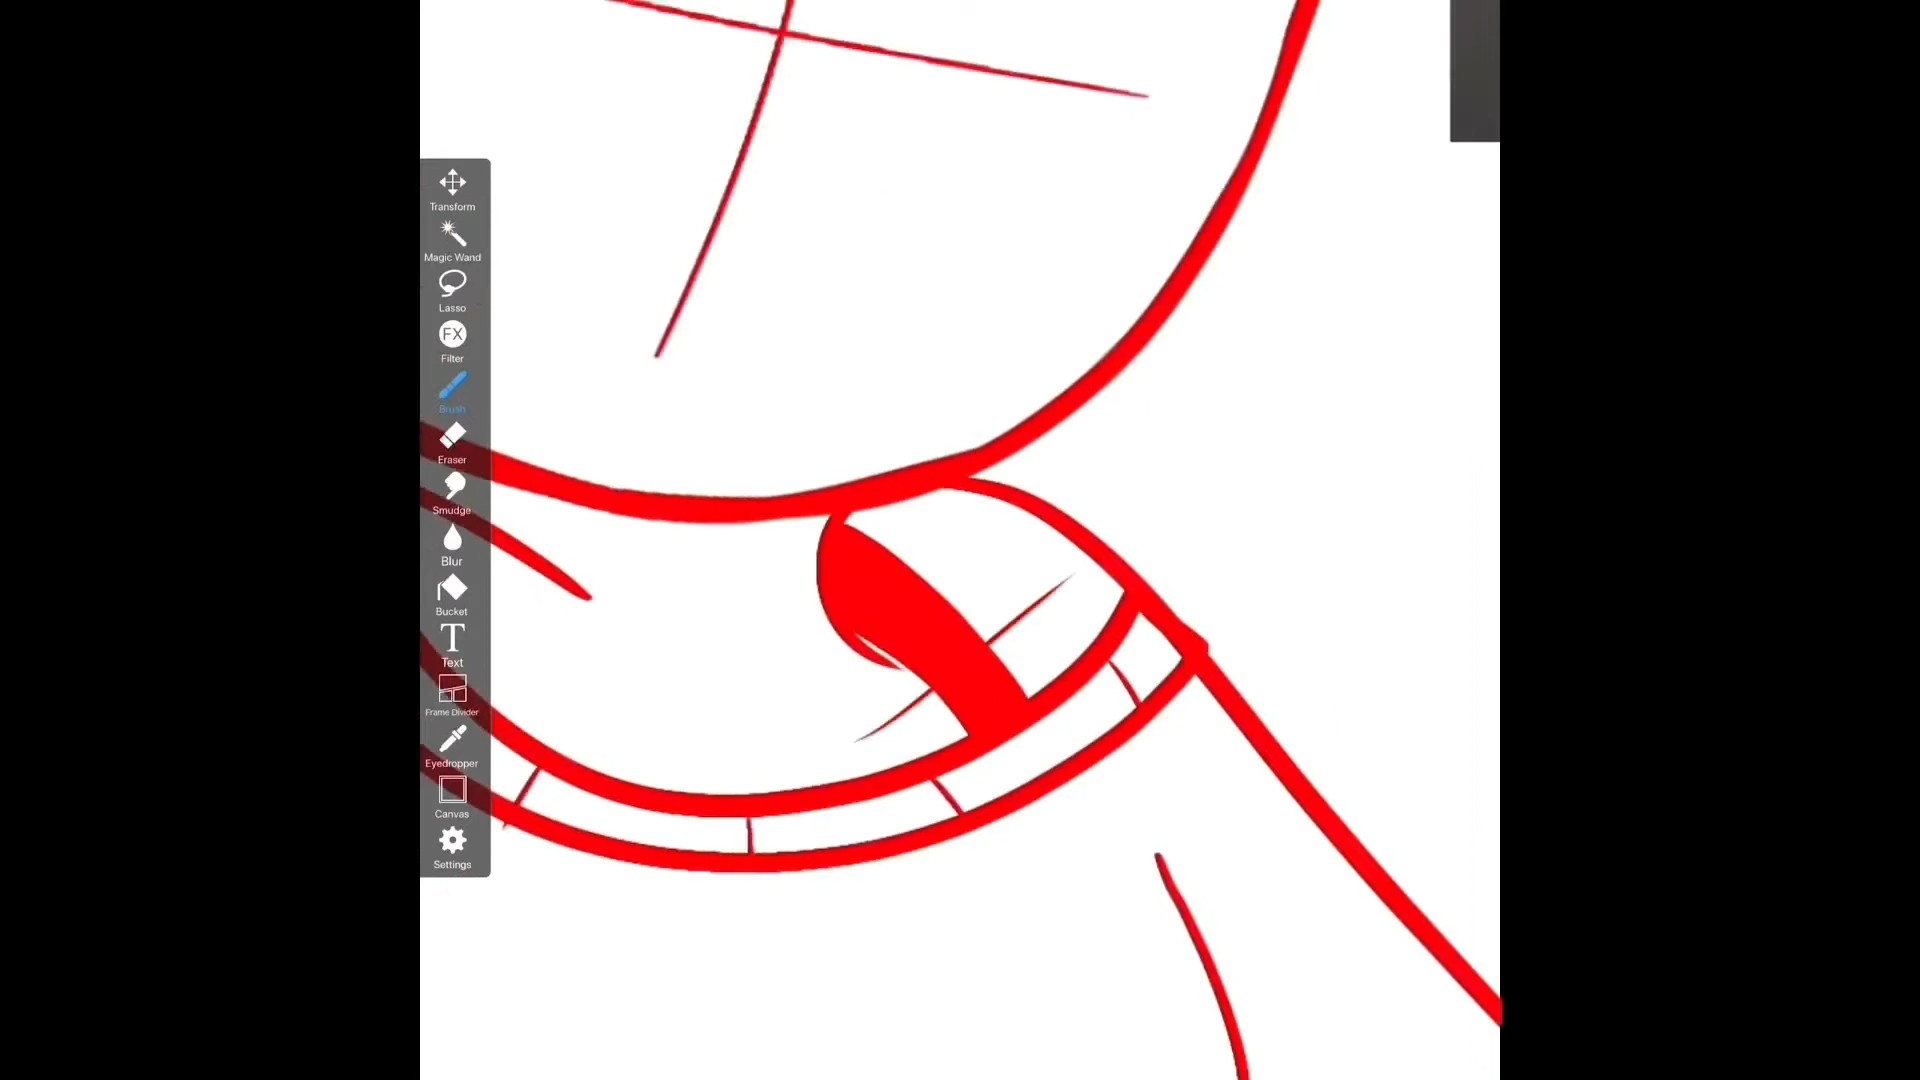 Transform
Magic Wand
Lasso
FX
Filter
Brush
Eraser
Smudge
Blur
Bucket
T
Text
Frame Divider
Eyedropper
Canvas
Settings